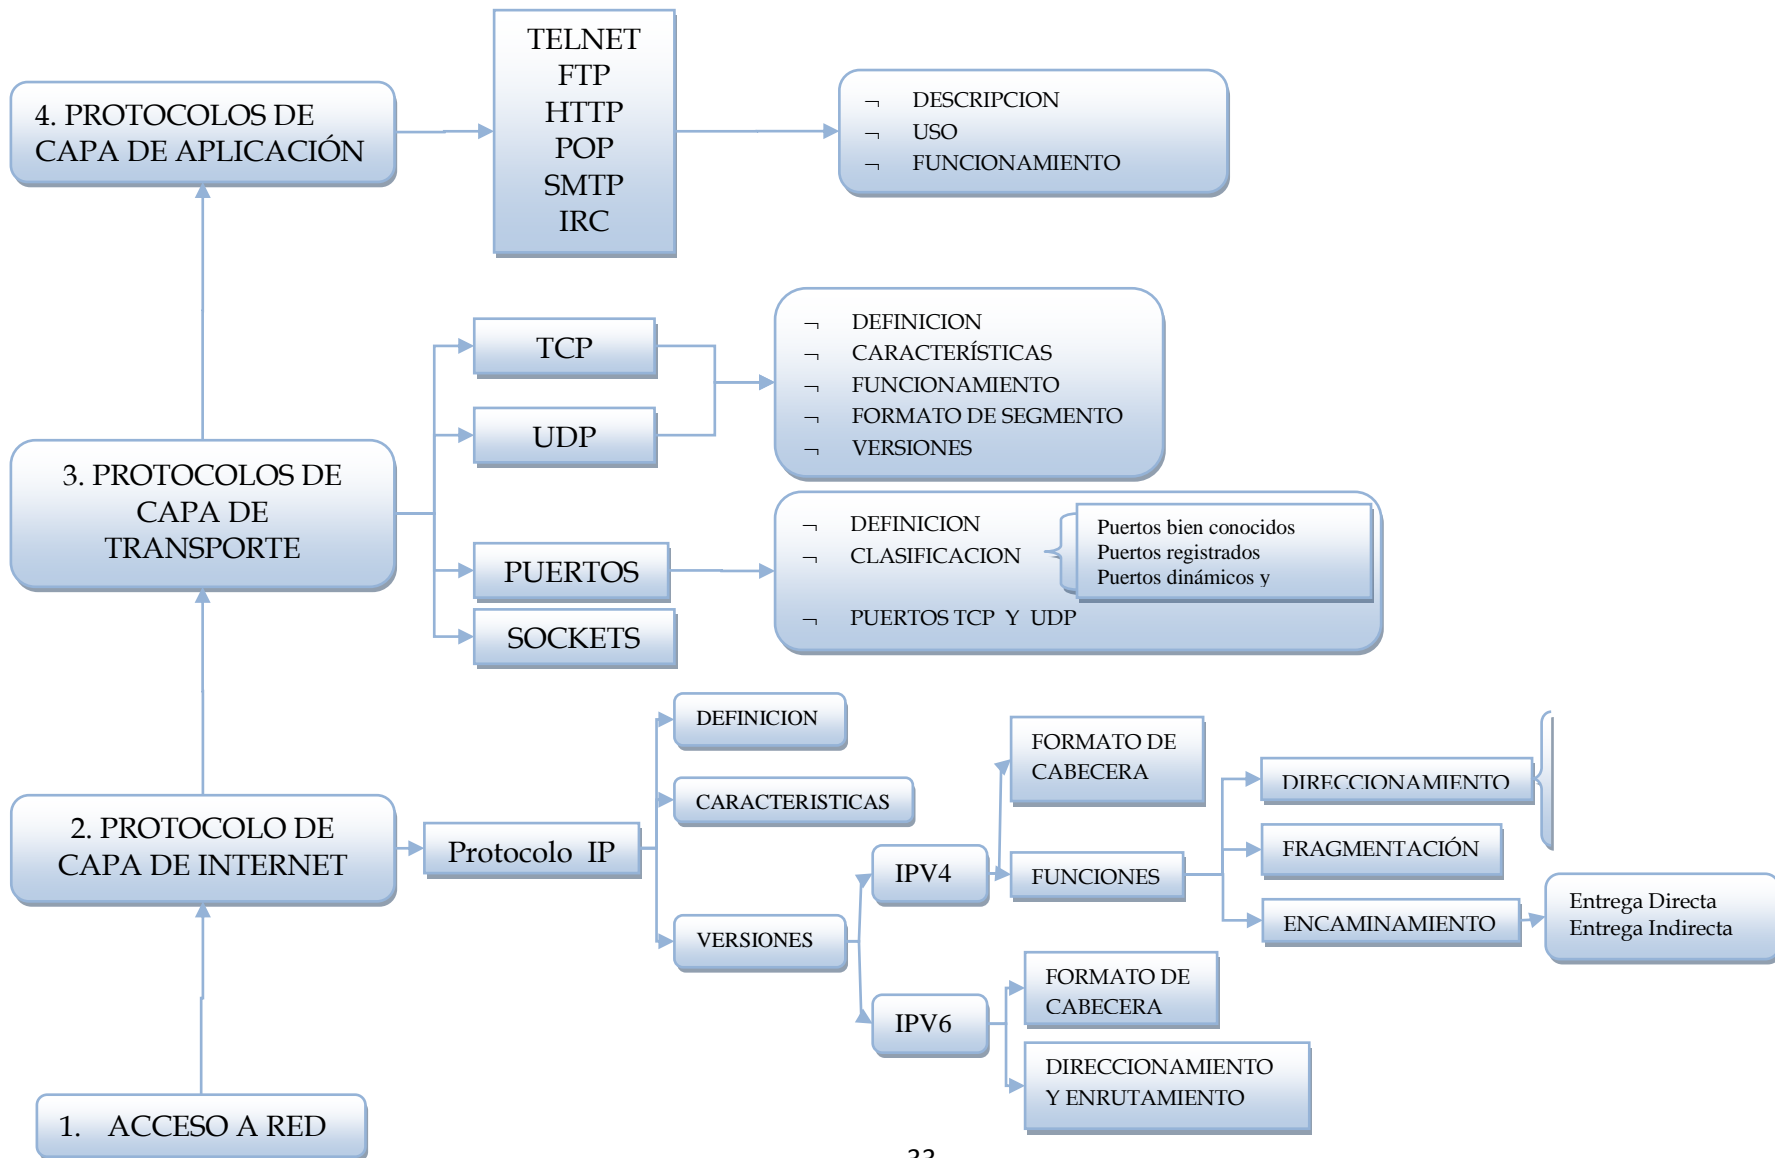 TELNET
FTP
HTTP
POP
SMTP
IRC
4. PROTOCOLOS DE
CAPA DE APLICACIÓN
¬ DESCRIPCION
¬ USO
¬ FUNCIONAMIENTO
TCP
UDP
¬ DEFINICION
¬ CARACTERÍSTICAS
¬ FUNCIONAMIENTO
¬ FORMATO DE SEGMENTO
¬ VERSIONES
3. PROTOCOLOS DE
CAPA DE
TRANSPORTE
PUERTOS
SOCKETS
¬ DEFINICION
¬ CLASIFICACION
Puertos bien conocidos
Puertos registrados
Puertos dinámicos y
¬ PUERTOS TCP Y UDP
2. PROTOCOLO DE
CAPA DE INTERNET
Protocolo IP
DEFINICION
CARACTERISTICAS
VERSIONES
IPV4
FORMATO DE
CABECERA
FUNCIONES
DIRECCIONAMIENTO
FRAGMENTACIÓN
ENCAMINAMIENTO
Entrega Directa
Entrega Indirecta
IPV6
FORMATO DE
CABECERA
DIRECCIONAMIENTO
Y ENRUTAMIENTO
1. ACCESO A RED